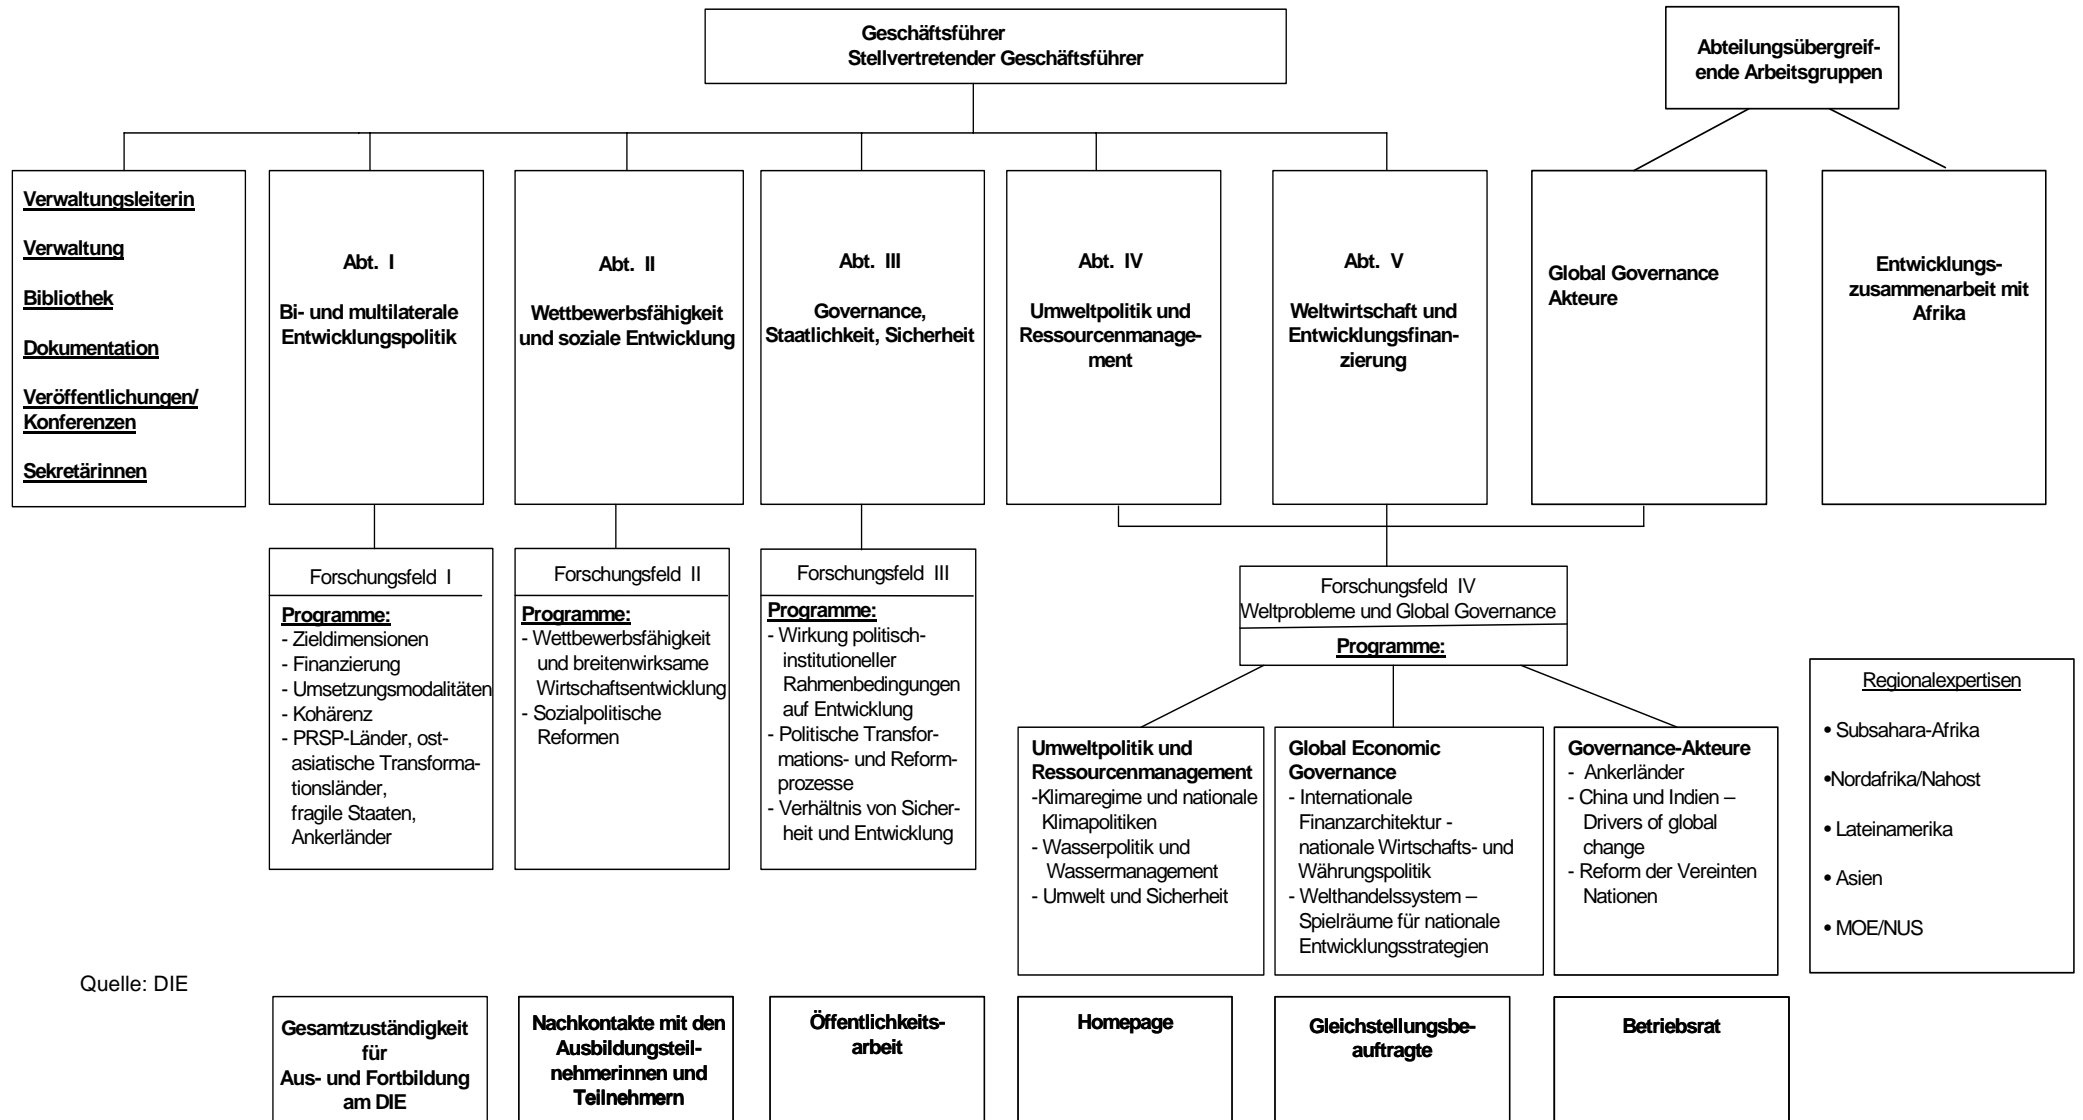 Geschäftsführer
Stellvertretender Geschäftsführer
Abteilungsübergreif-
ende Arbeitsgruppen
Verwaltungsleiterin
Verwaltung
Bibliothek
Dokumentation
Veröffentlichungen/
Konferenzen
Sekretärinnen
Abt. I
Bi- und multilaterale
Entwicklungspolitik
Abt. II
Wettbewerbsfähigkeit
und soziale Entwicklung
Abt. III
Governance,
Staatlichkeit, Sicherheit
Abt. IV
Umweltpolitik und
Ressourcenmanage-
ment
Abt. V
Weltwirtschaft und
Entwicklungsfinan-
zierung
Global Governance
Akteure
Entwicklungs-
zusammenarbeit mit
Afrika
Forschungsfeld I
Programme:
- Zieldimensionen
- Finanzierung
- Umsetzungsmodalitäten
- Kohärenz
- PRSP-Länder, ost-
asiatische Transforma-
tionsländer,
fragile Staaten,
Ankerländer
Forschungsfeld II
Programme:
- Wettbewerbsfähigkeit
und breitenwirksame
Wirtschaftsentwicklung
- Sozialpolitische
Reformen
Forschungsfeld III
Programme:
- Wirkung politisch-
institutioneller
Rahmenbedingungen
auf Entwicklung
- Politische Transfor-
mations- und Reform-
prozesse
- Verhältnis von Sicher-
heit und Entwicklung
Forschungsfeld IV
Weltprobleme und Global Governance
Programme:
Umweltpolitik und
Ressourcenmanagement
-Klimaregime und nationale
Klimapolitiken
- Wasserpolitik und
Wassermanagement
- Umwelt und Sicherheit
Global Economic
Governance
- Internationale
Finanzarchitektur -
nationale Wirtschafts- und
Währungspolitik
- Welthandelssystem –
Spielräume für nationale
Entwicklungsstrategien
Governance-Akteure
- Ankerländer
- China und Indien –
Drivers of global
change
- Reform der Vereinten
Nationen
Regionalexpertisen
• Subsahara-Afrika
•Nordafrika/Nahost
• Lateinamerika
• Asien
• MOE/NUS
Quelle: DIE
Gesamtzuständigkeit
für
Aus- und Fortbildung
am DIE
Nachkontakte mit den
Ausbildungsteil-
nehmerinnen und
Teilnehmern
Öffentlichkeits-
arbeit
Homepage
Gleichstellungsbe-
auftragte
Betriebsrat